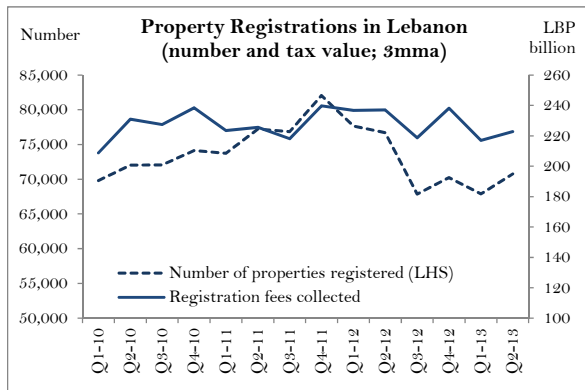 Property Registrations in Lebanon
(number and tax value; 3mma)
Number
LBP
billion
85,000
80,000
75,000
70,000
65,000
60,000
55,000
50,000
260
240
220
200
180
160
140
120
100
Number of properties registered (LHS)
Registration fees collected
Q1-10
Q2-10
Q3-10
Q4-10
Q1-11
Q2-11
Q3-11
Q4-11
Q1-12
Q2-12
Q3-12
Q4-12
Q1-13
Q2-13